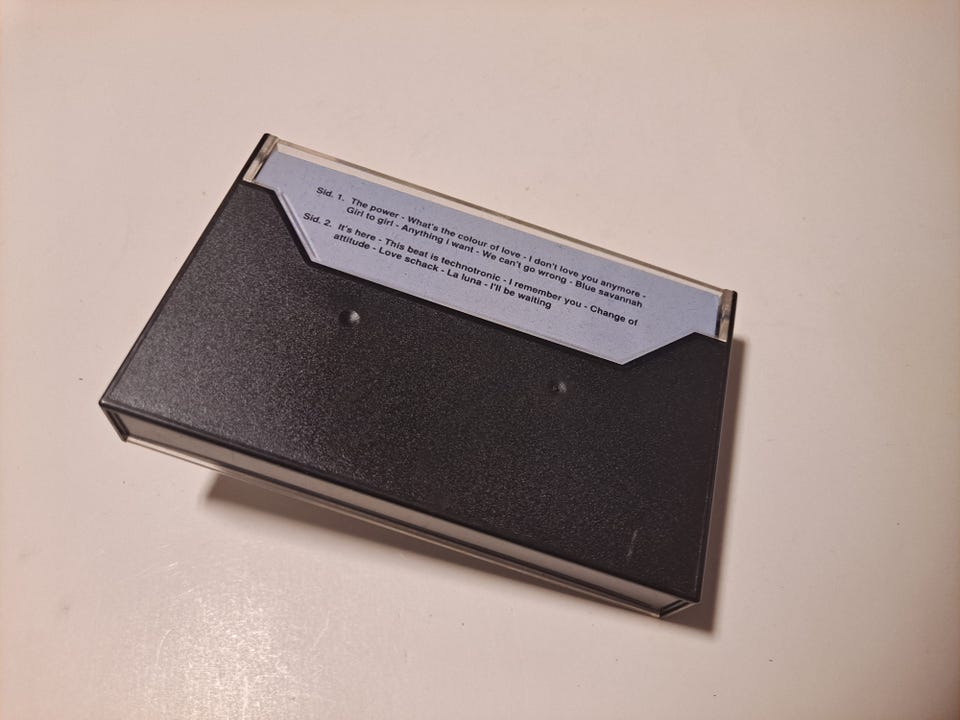 Sid. 1. The power - What's the colour of love - I don't love you anymore -
Girl to girl - Anything i want - We can't go wrong - Blue savannah
Sid. 2. It's here - This beat is technotronic - I remember you - Change of
attitude - Love schack - La luna - I'll be waiting